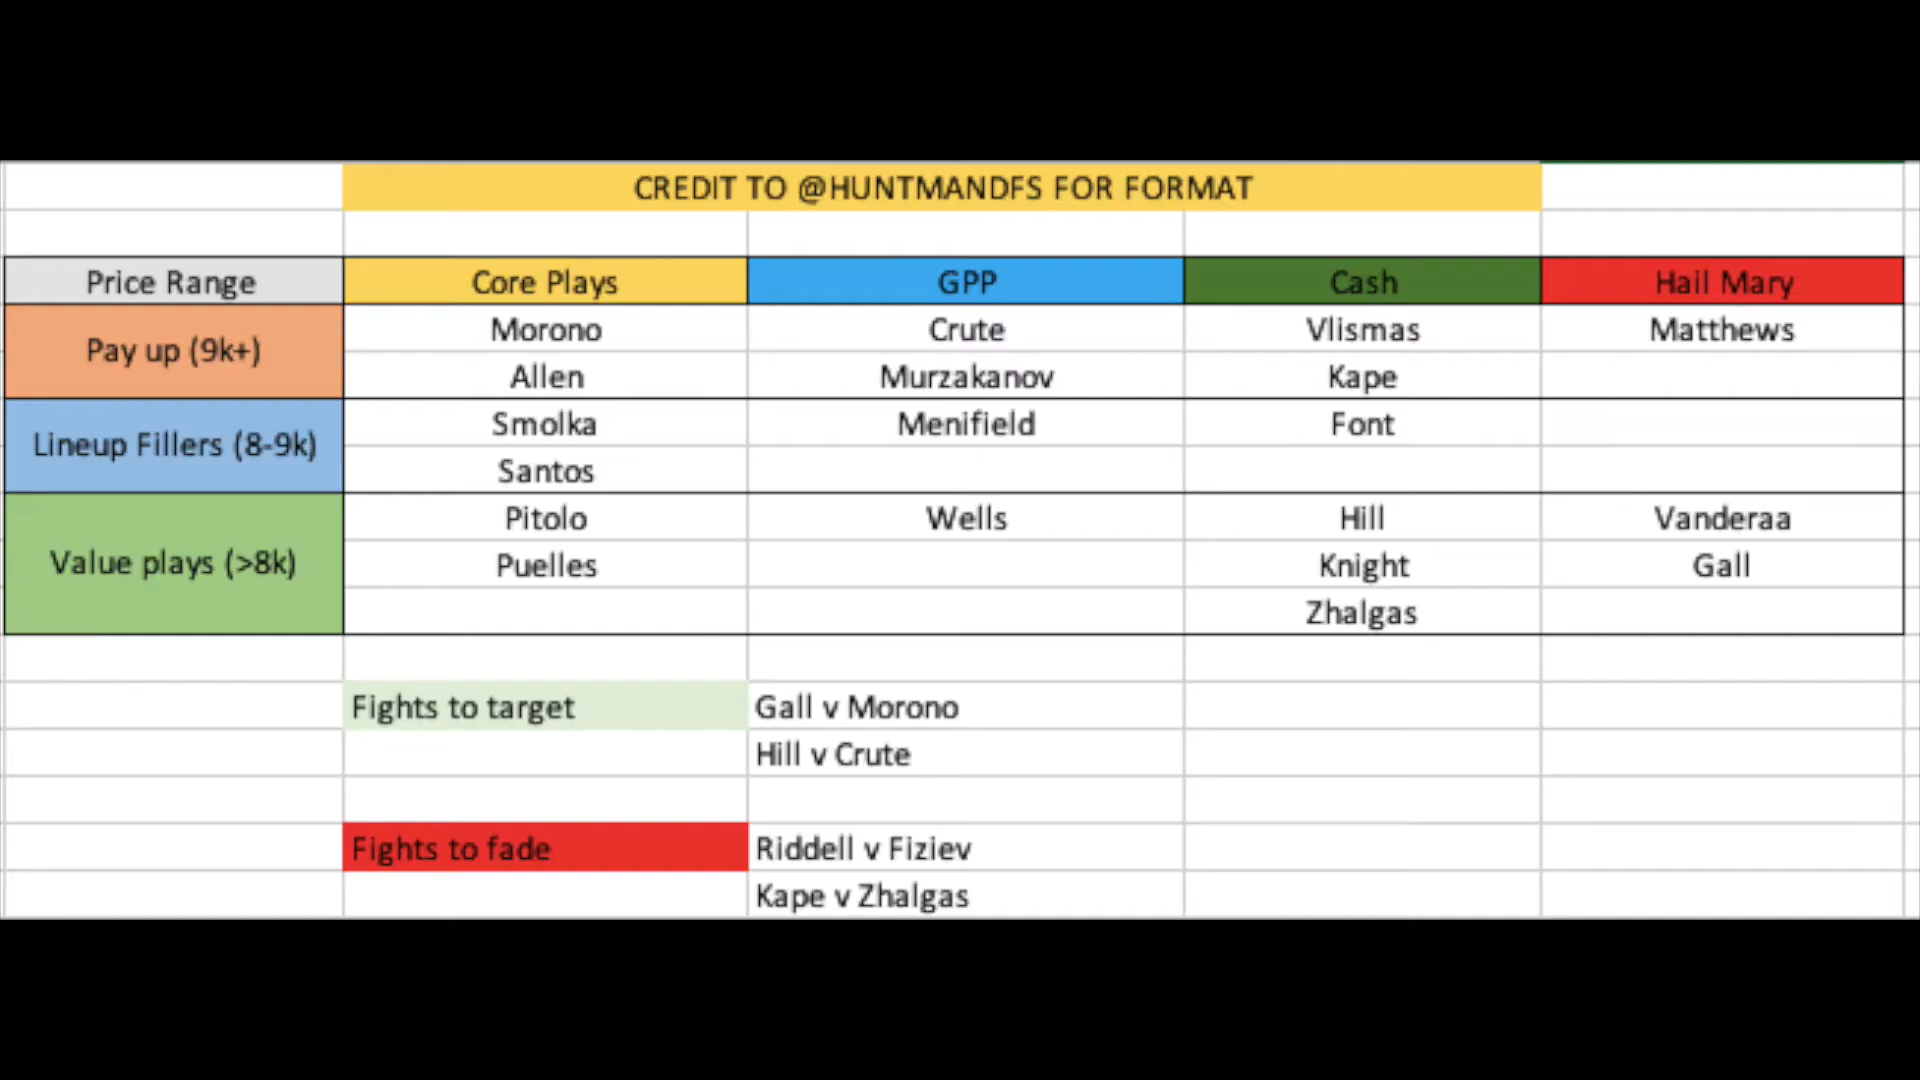 CREDIT TO @HUNTMANDFS FOR FORMAT
Price Range Core Plays GPP Cash Hail Mary
Pay up (9k+) Morono Crute Vlismas Matthews
Allen Murzakanov Kape
Lineup Fillers (8-9k) Smolka Menifield Font
Santos
Value plays (>8k) Pitolo Wells Hill Vanderaa
Puelles Knight Gall
Zhalgas
Fights to target Gall v Morono
Hill v Crute
Fights to fade Riddell v Fiziev
Kape v Zhalgas